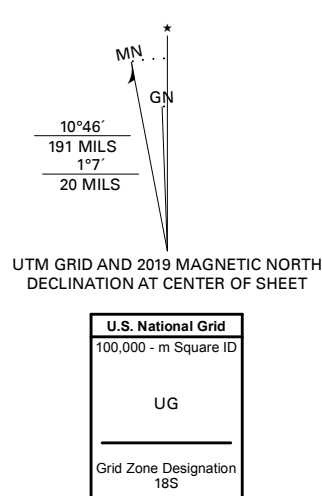 ★
MN
GN
10°46´
191 MILS
1°7´
20 MILS
UTM GRID AND 2019 MAGNETIC NORTH
DECLINATION AT CENTER OF SHEET
U.S. National Grid
100,000 - m Square ID
UG
Grid Zone Designation
18S